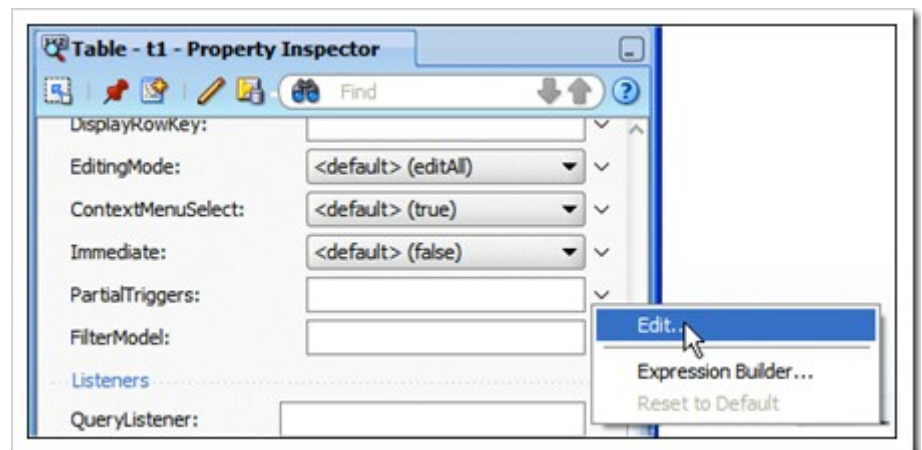 Table - t1 - Property Inspector
Find
DisplayRowKey:
EditingMode: <default> (editAll)
ContextMenuSelect: <default> (true)
Immediate: <default> (false)
PartialTriggers:
FilterModel:
Edit...
Listeners
Expression Builder...
Reset to Default
QueryListener: